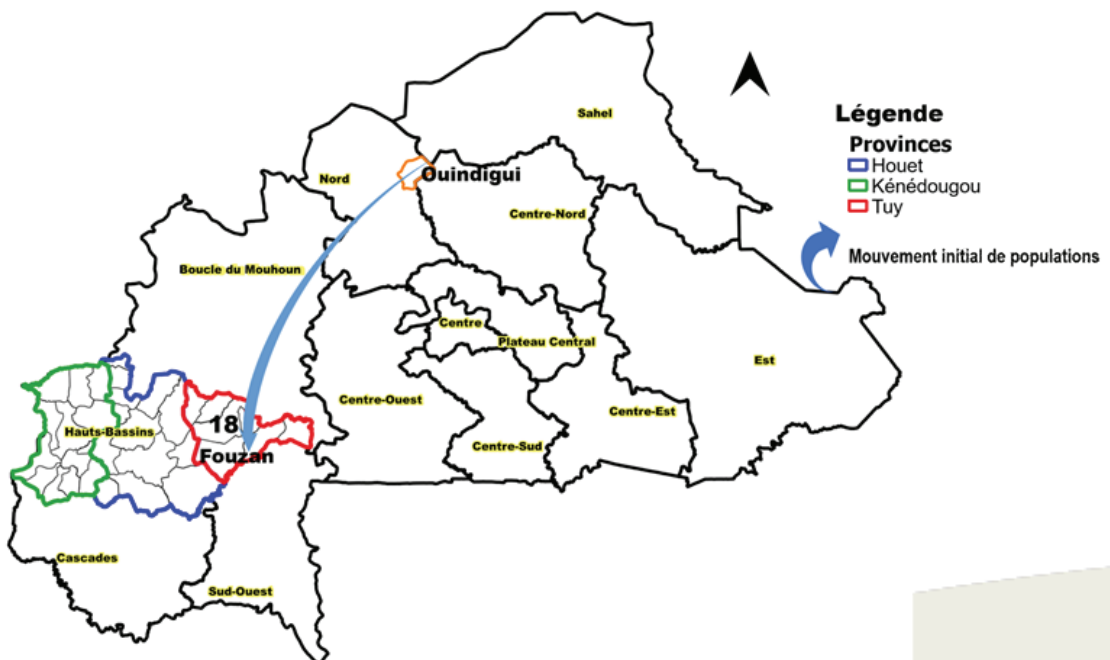 Sahel
Légende
Provinces
Houet
Kénédougou
Tuy
Mouvement initial de populations
Ouindigui
Nord
Centre-Nord
Boucle du Mouhoun
Centre
Plateau Central
Est
Centre-Ouest
Centre-Est
18
Hauts-Bassins
Centre-Sud
Fouzan
Cascades
Sud-Ouest